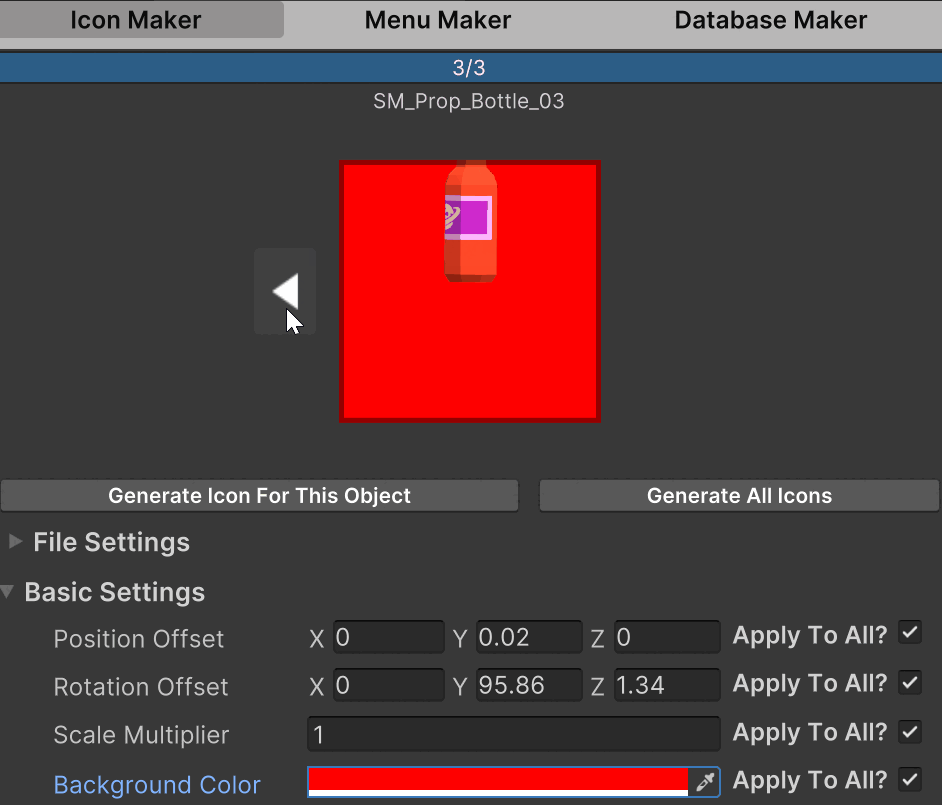 Icon Maker Menu Maker Database Maker
3/3
SM_Prop_Bottle_03
Generate Icon For This Object Generate All Icons
File Settings
Basic Settings
Position Offset X 0 Y 0.02 Z 0 Apply To All?
Rotation Offset X 0 Y 95.86 Z 1.34 Apply To All?
Scale Multiplier 1 Apply To All?
Background Color Apply To All?